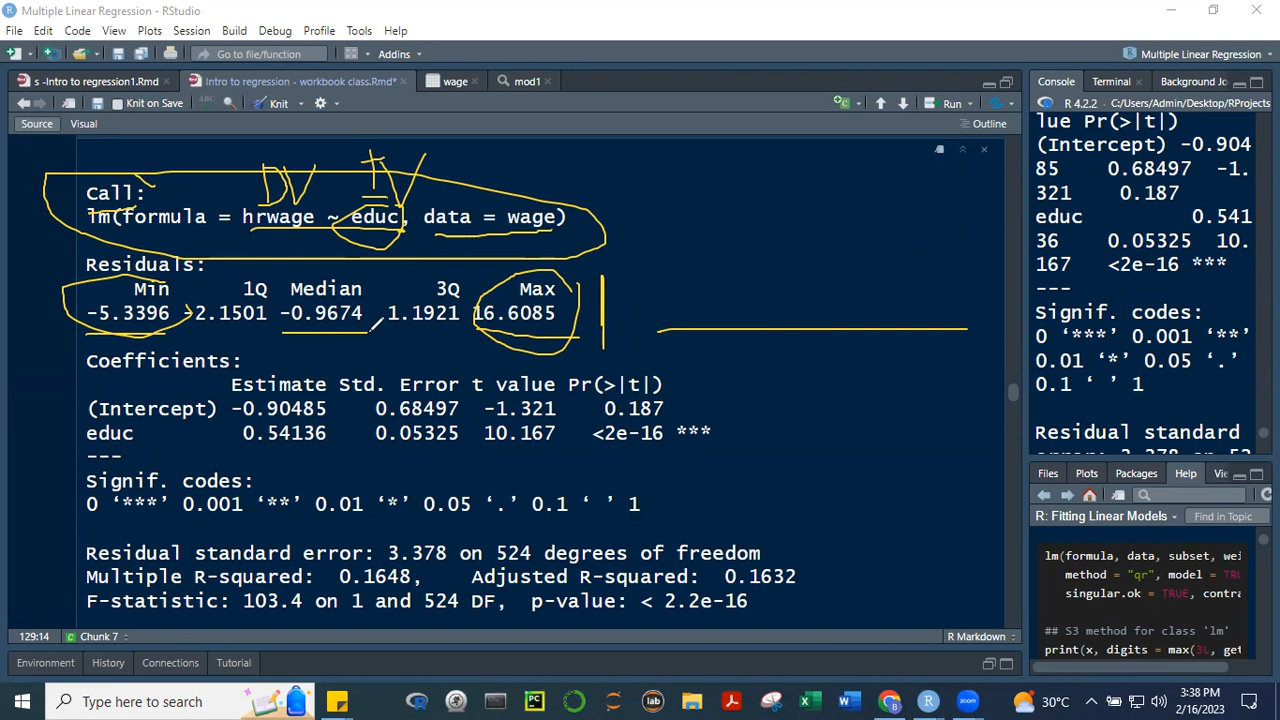 Multiple Linear Regression - RStudio
File Edit Code View Plots Session Build Debug Profile Tools Help
Go to file/function Addins Multiple Linear Regression
s -Intro to regression1.Rmd Intro to regression - workbook class.Rmd* wage mod1
Knit on Save Knit Run
Source Visual Outline
DV IV
Call:
lm(formula = hrwage ~ educ, data = wage)
Residuals:
Min 1Q Median 3Q Max
-5.3396 -2.1501 -0.9674 1.1921 16.6085
Coefficients:
Estimate Std. Error t value Pr(>|t|)
(Intercept) -0.90485 0.68497 -1.321 0.187
educ 0.54136 0.05325 10.167 <2e-16 ***
---
Signif. codes:
0 ‘***’ 0.001 ‘**’ 0.01 ‘*’ 0.05 ‘.’ 0.1 ‘ ’ 1
Residual standard error: 3.378 on 524 degrees of freedom
Multiple R-squared: 0.1648, Adjusted R-squared: 0.1632
F-statistic: 103.4 on 1 and 524 DF, p-value: < 2.2e-16
129:14 Chunk 7 R Markdown
Environment History Connections Tutorial
Console Terminal Background Jo
R 4.2.2 C:/Users/Admin/Desktop/RProjects
lue Pr(>|t|)
(Intercept) -0.904
85 0.68497 -1.
321 0.187
educ 0.541
36 0.05325 10.
167 <2e-16 ***
---
Signif. codes:
0 ‘***’ 0.001 ‘**’
0.01 ‘*’ 0.05 ‘.’
0.1 ‘ ’ 1
Residual standard
Files Plots Packages Help Vi
R: Fitting Linear Models Find in Topic
lm(formula, data, subset, wei
method = "qr", model = TRU
singular.ok = TRUE, contra
## S3 method for class 'lm'
print(x, digits = max(3L, get
Type here to search
PC
lab
30°C
3:38 PM
2/16/2023